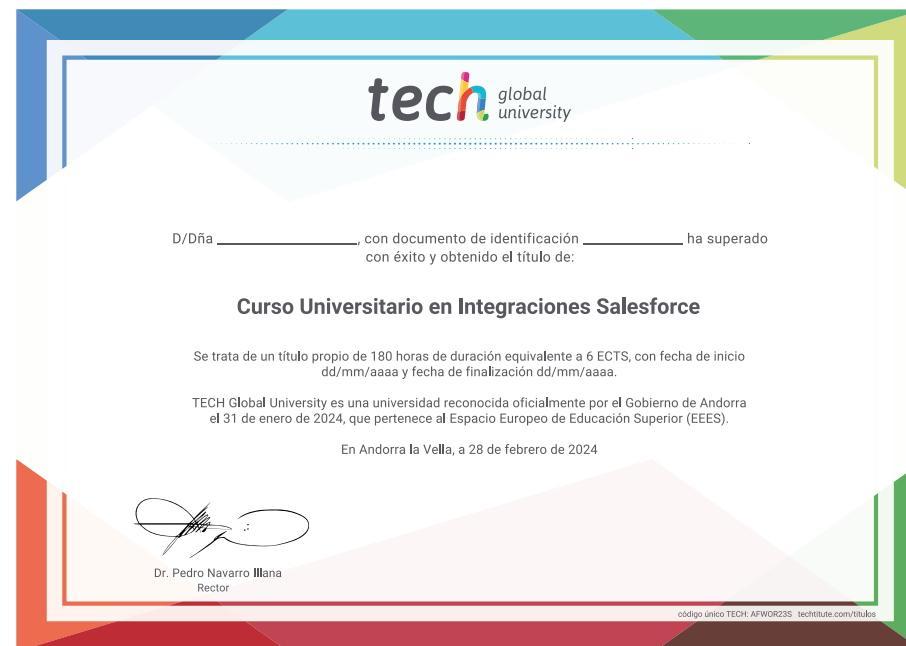 tech global university
D/Dña ______________, con documento de identificación __________ ha superado
con éxito y obtenido el título de:
Curso Universitario en Integraciones Salesforce
Se trata de un título propio de 180 horas de duración equivalente a 6 ECTS, con fecha de inicio
dd/mm/aaaa y fecha de finalización dd/mm/aaaa.
TECH Global University es una universidad reconocida oficialmente por el Gobierno de Andorra
el 31 de enero de 2024, que pertenece al Espacio Europeo de Educación Superior (EEES).
En Andorra la Vella, a 28 de febrero de 2024
Dr. Pedro Navarro Illana
Rector
código único TECH: AFWOR23S techtitute.com/titulos